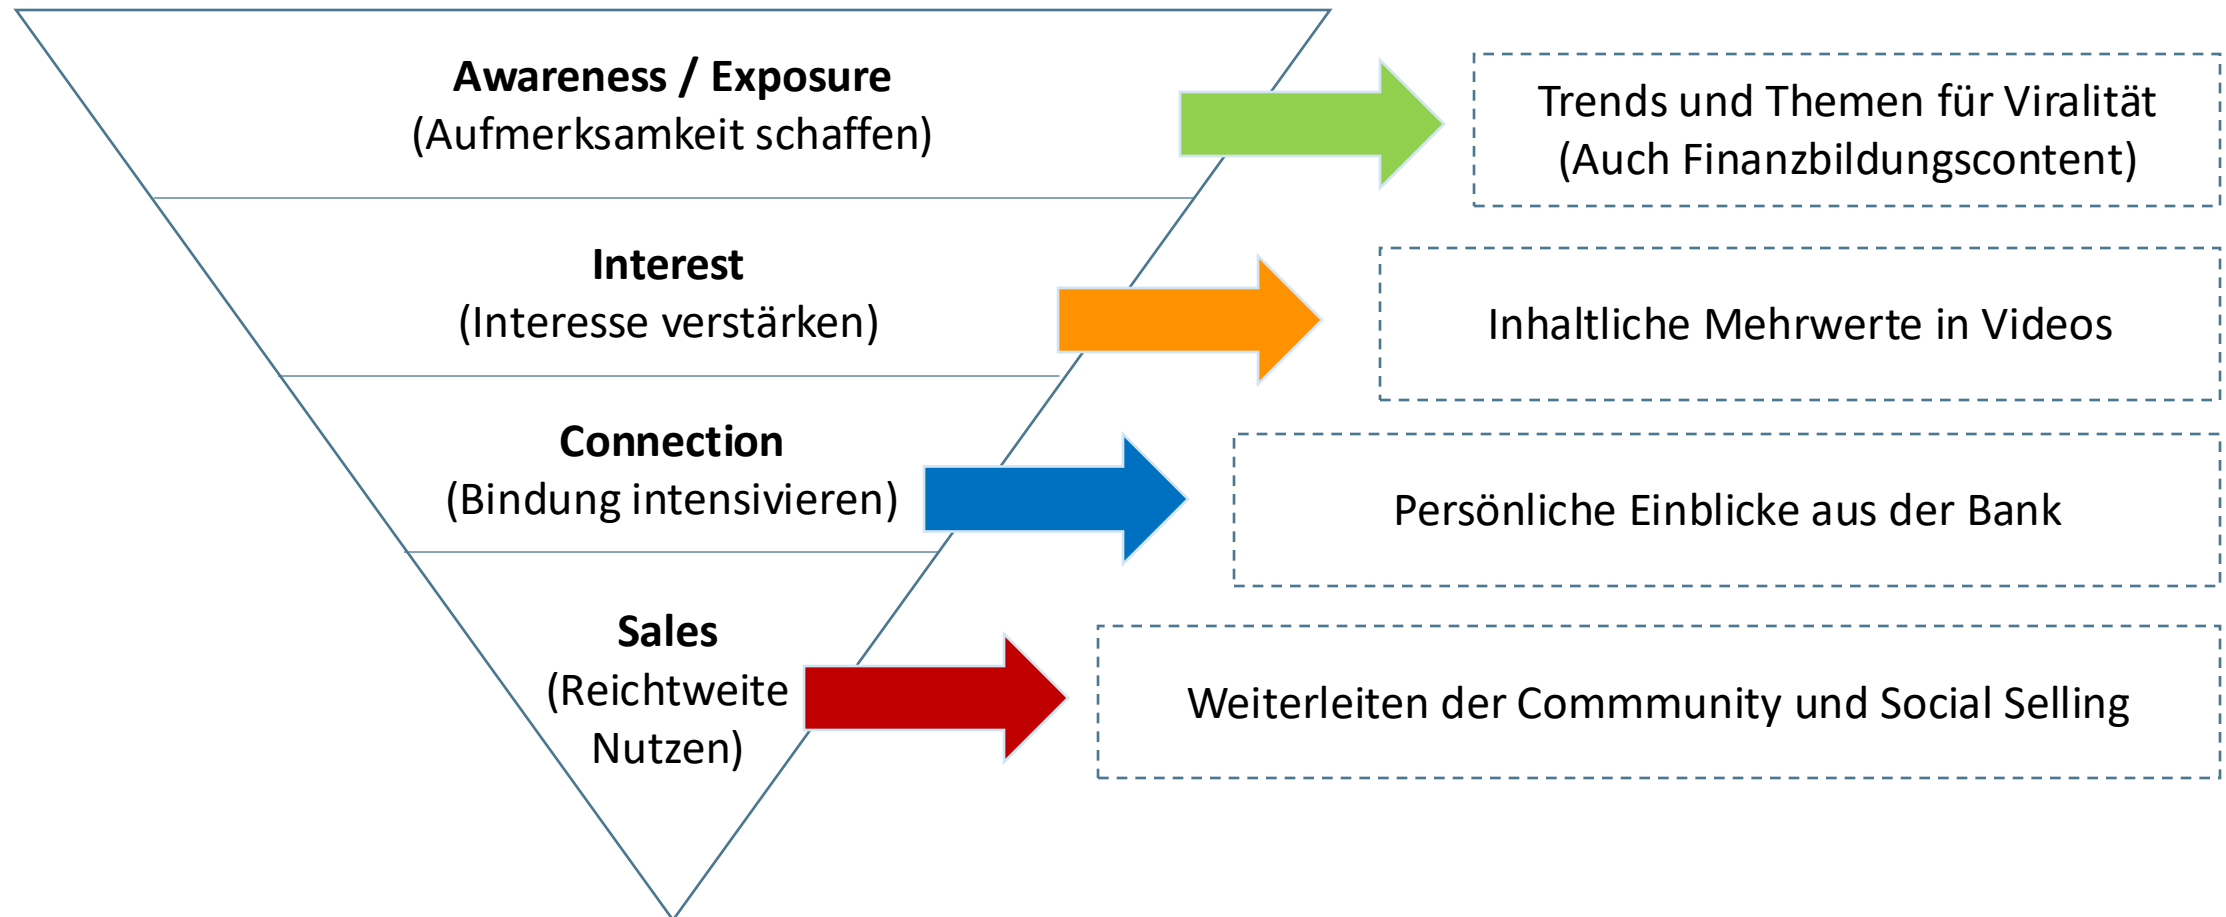 Awareness / Exposure
(Aufmerksamkeit schaffen)
Trends und Themen für Viralität
(Auch Finanzbildungscontent)
Interest
(Interesse verstärken)
Inhaltliche Mehrwerte in Videos
Connection
(Bindung intensivieren)
Persönliche Einblicke aus der Bank
Sales
(Reichtweite
Nutzen)
Weiterleiten der Commmunity und Social Selling